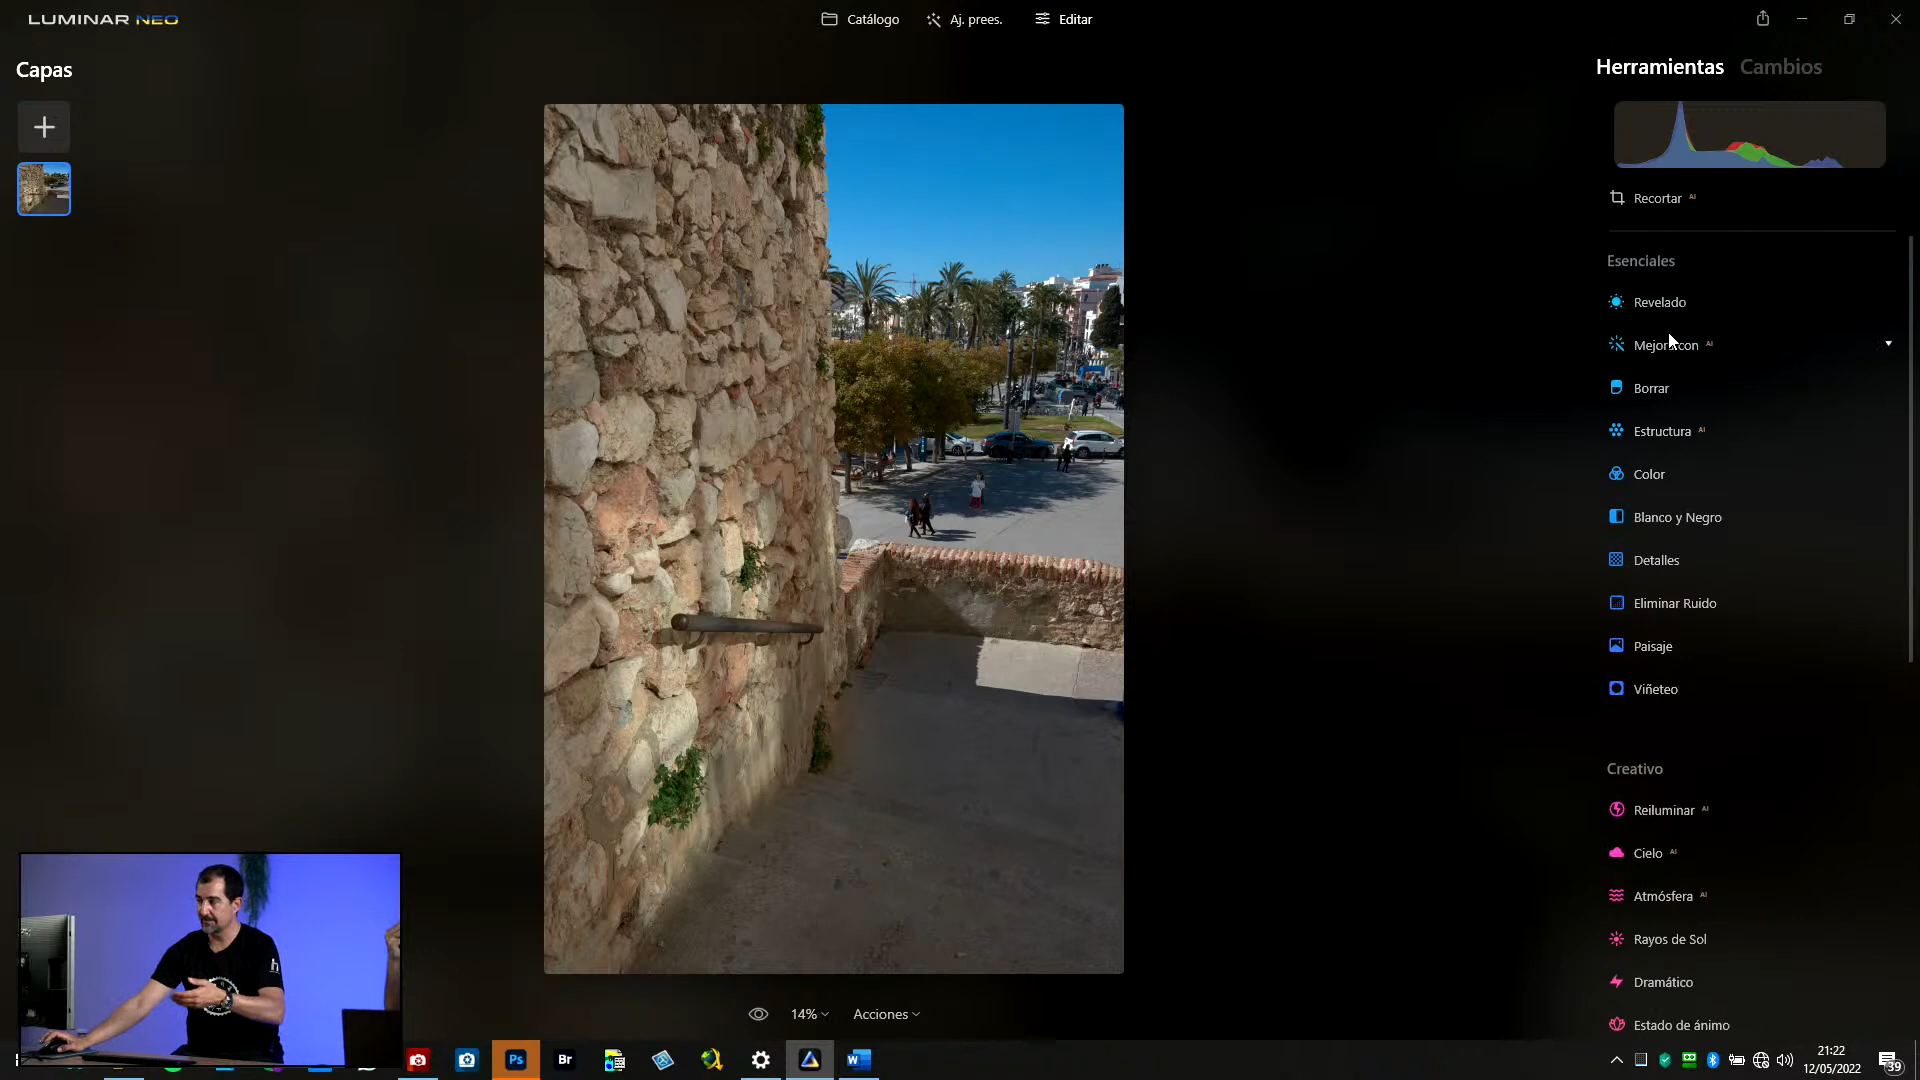 LUMINAR NEO
Catálogo
Aj. prees.
Editar
Capas
Herramientas
Cambios
Recortar AI
Esenciales
Revelado
Mejora con AI
Borrar
Estructura AI
Color
Blanco y Negro
Detalles
Eliminar Ruido
Paisaje
Viñeteo
Creativo
Reiluminar AI
Cielo AI
Atmósfera AI
Rayos de Sol
Dramático
Estado de ánimo
14%
Acciones
h
Ps
Br
W
21:22
12/05/2022
39